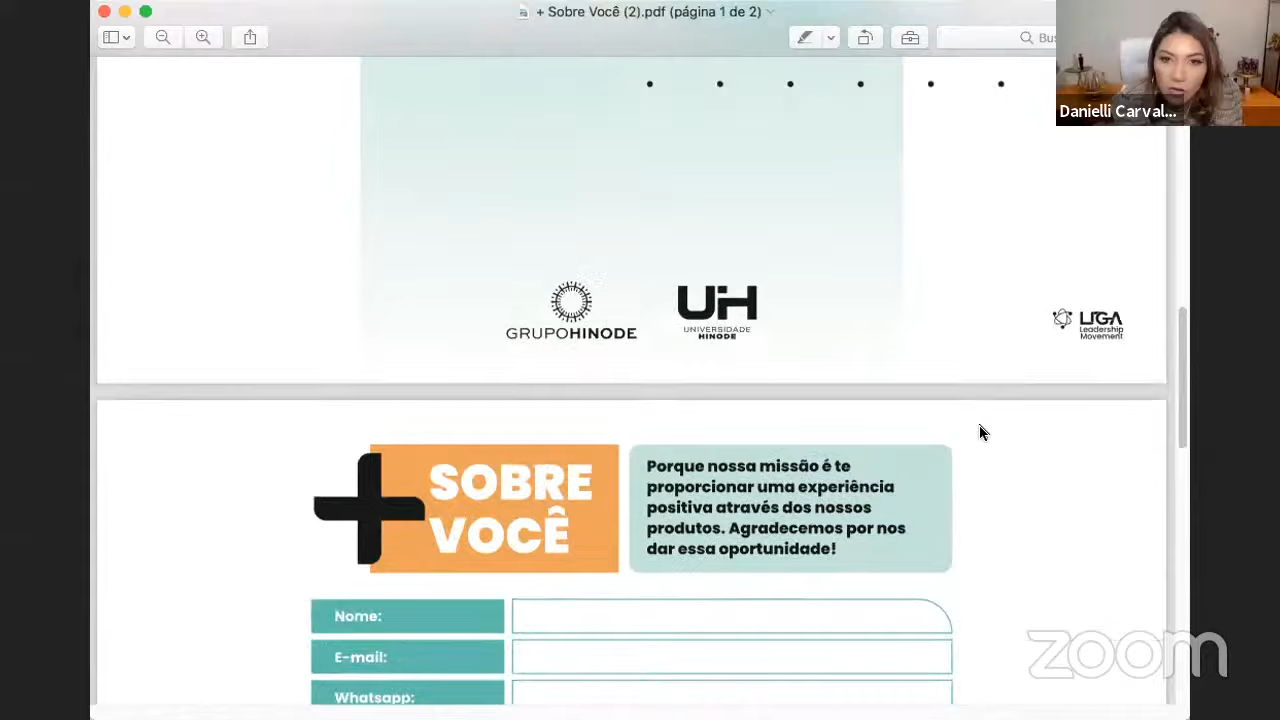 + Sobre Você (2).pdf (página 1 de 2)
Bus
Danielli Carval...
GRUPOHINODE
UiH
UNIVERSIDADE
HINODE
LIGA
Leadership
Movement
+ SOBRE
VOCÊ
Porque nossa missão é te
proporcionar uma experiência
positiva através dos nossos
produtos. Agradecemos por nos
dar essa oportunidade!
Nome:
E-mail:
Whatsapp:
zoom